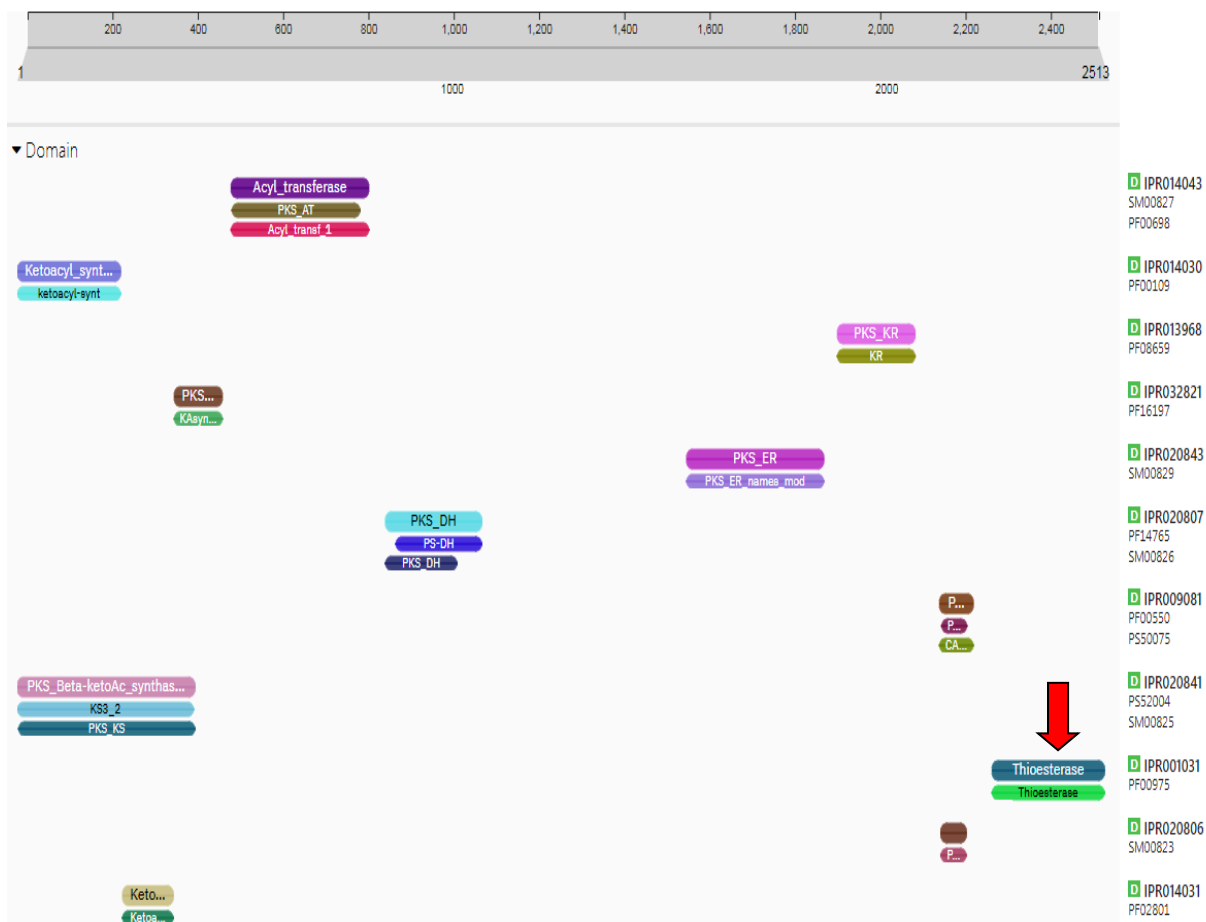 200 400 600 800 1,000 1,200 1,400 1,600 1,800 2,000 2,200 2,400
1 2513
1000 2000
Domain
Acyl_transferase D IPR014043
PKS_AT SM00827
Acyl_transf_1 PF00698
Ketoacyl_synt... D IPR014030
ketoacyl-synt PF00109
PKS_KR D IPR013968
KR PF08659
PKS... D IPR032821
KAsyn... PF16197
PKS_ER D IPR020843
PKS_ER_names_mod SM00829
PKS_DH D IPR020807
PS-DH PF14765
PKS_DH SM00826
P... D IPR009081
P... PF00550
CA... PS50075
PKS_Beta-ketoAc_synthas... D IPR020841
KS3_2 PS52004
PKS_KS SM00825
Thioesterase D IPR001031
Thioesterase PF00975
D IPR020806
P... SM00823
Keto... D IPR014031
Ketoa... PF02801